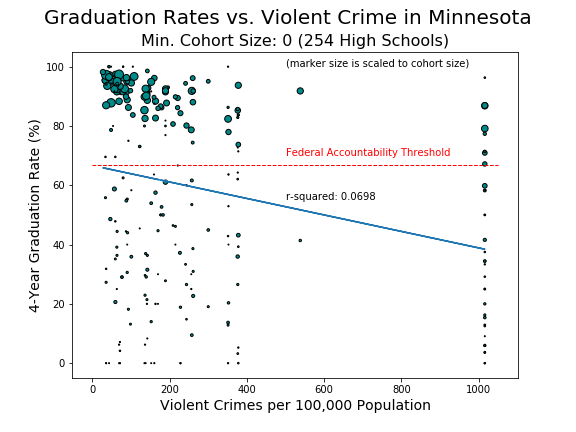 Graduation Rates vs. Violent Crime in Minnesota
Min. Cohort Size: 0 (254 High Schools)
(marker size is scaled to cohort size)
Federal Accountability Threshold
r-squared: 0.0698
4-Year Graduation Rate (%)
100
80
60
40
20
0
0
200
400
600
800
1000
Violent Crimes per 100,000 Population